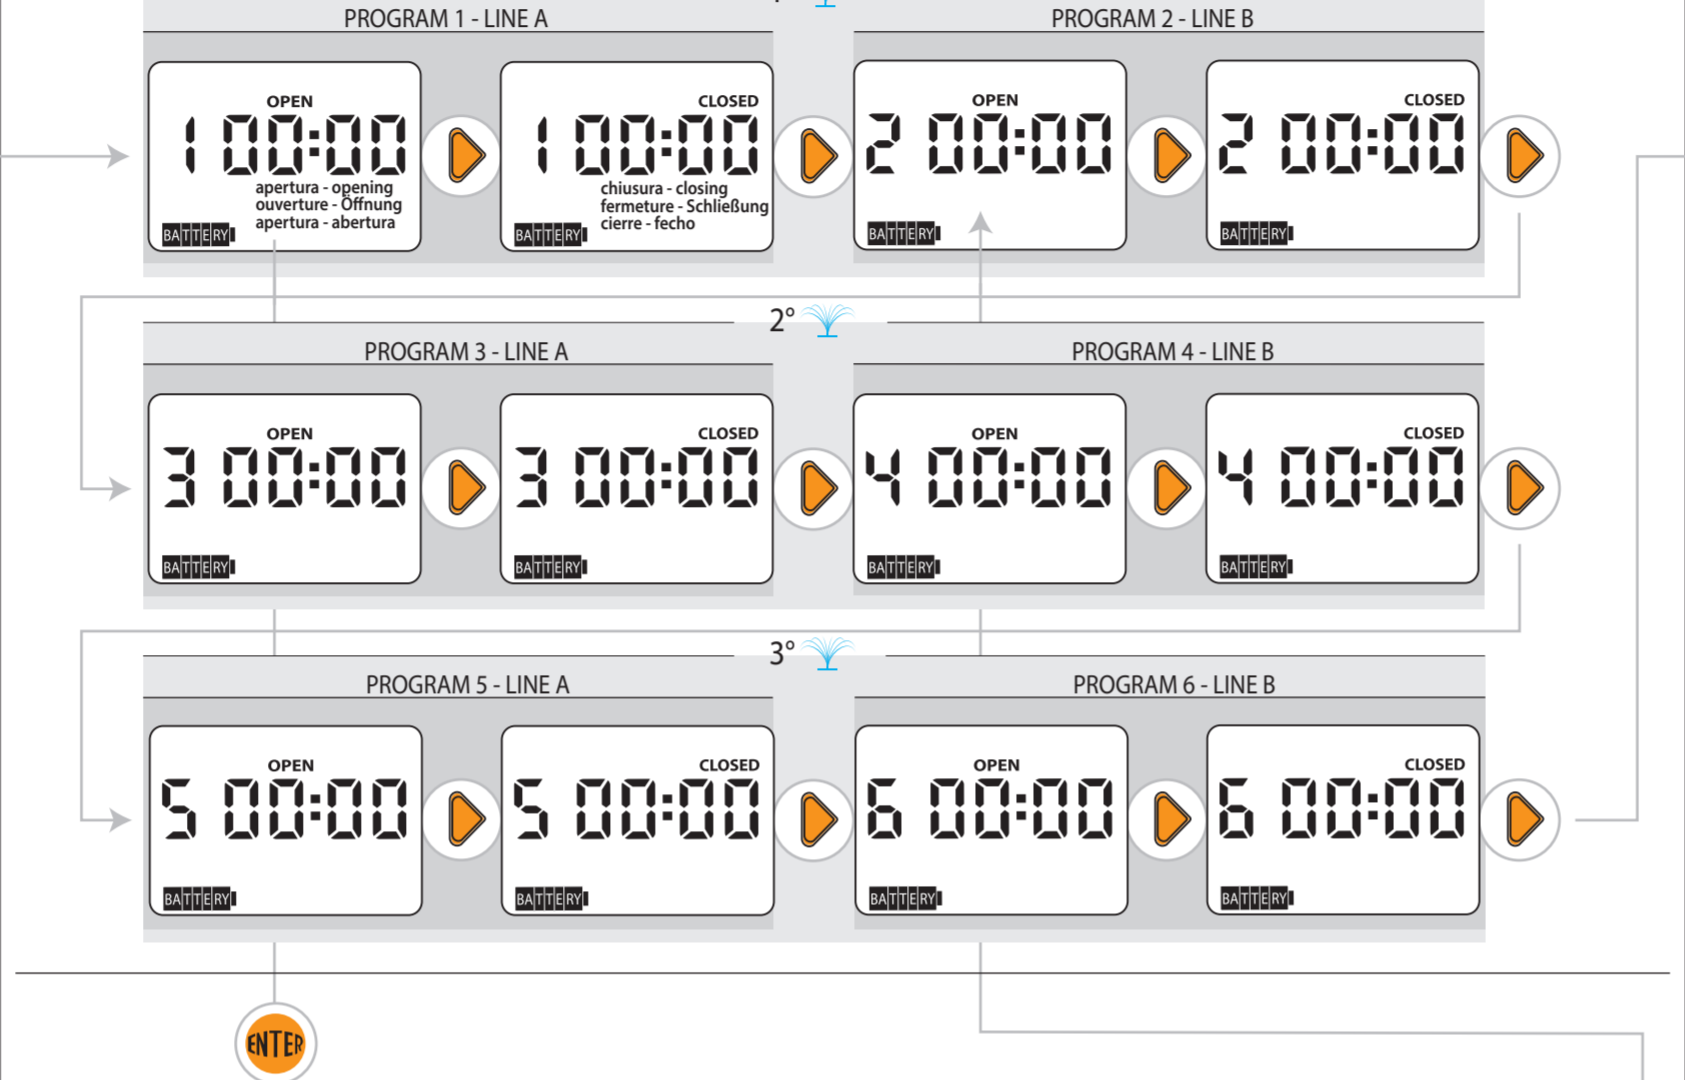 PROGRAM 1 - LINE A
PROGRAM 2 - LINE B
OPEN
1 00:00
apertura - opening
ouverture - Öffnung
apertura - abertura
BATTERY
CLOSED
1 00:00
chiusura - closing
fermeture - Schließung
cierre - fecho
BATTERY
OPEN
2 00:00
BATTERY
CLOSED
2 00:00
BATTERY
2°
PROGRAM 3 - LINE A
PROGRAM 4 - LINE B
OPEN
3 00:00
BATTERY
CLOSED
3 00:00
BATTERY
OPEN
4 00:00
BATTERY
CLOSED
4 00:00
BATTERY
3°
PROGRAM 5 - LINE A
PROGRAM 6 - LINE B
OPEN
5 00:00
BATTERY
CLOSED
5 00:00
BATTERY
OPEN
6 00:00
BATTERY
CLOSED
6 00:00
BATTERY
ENTER